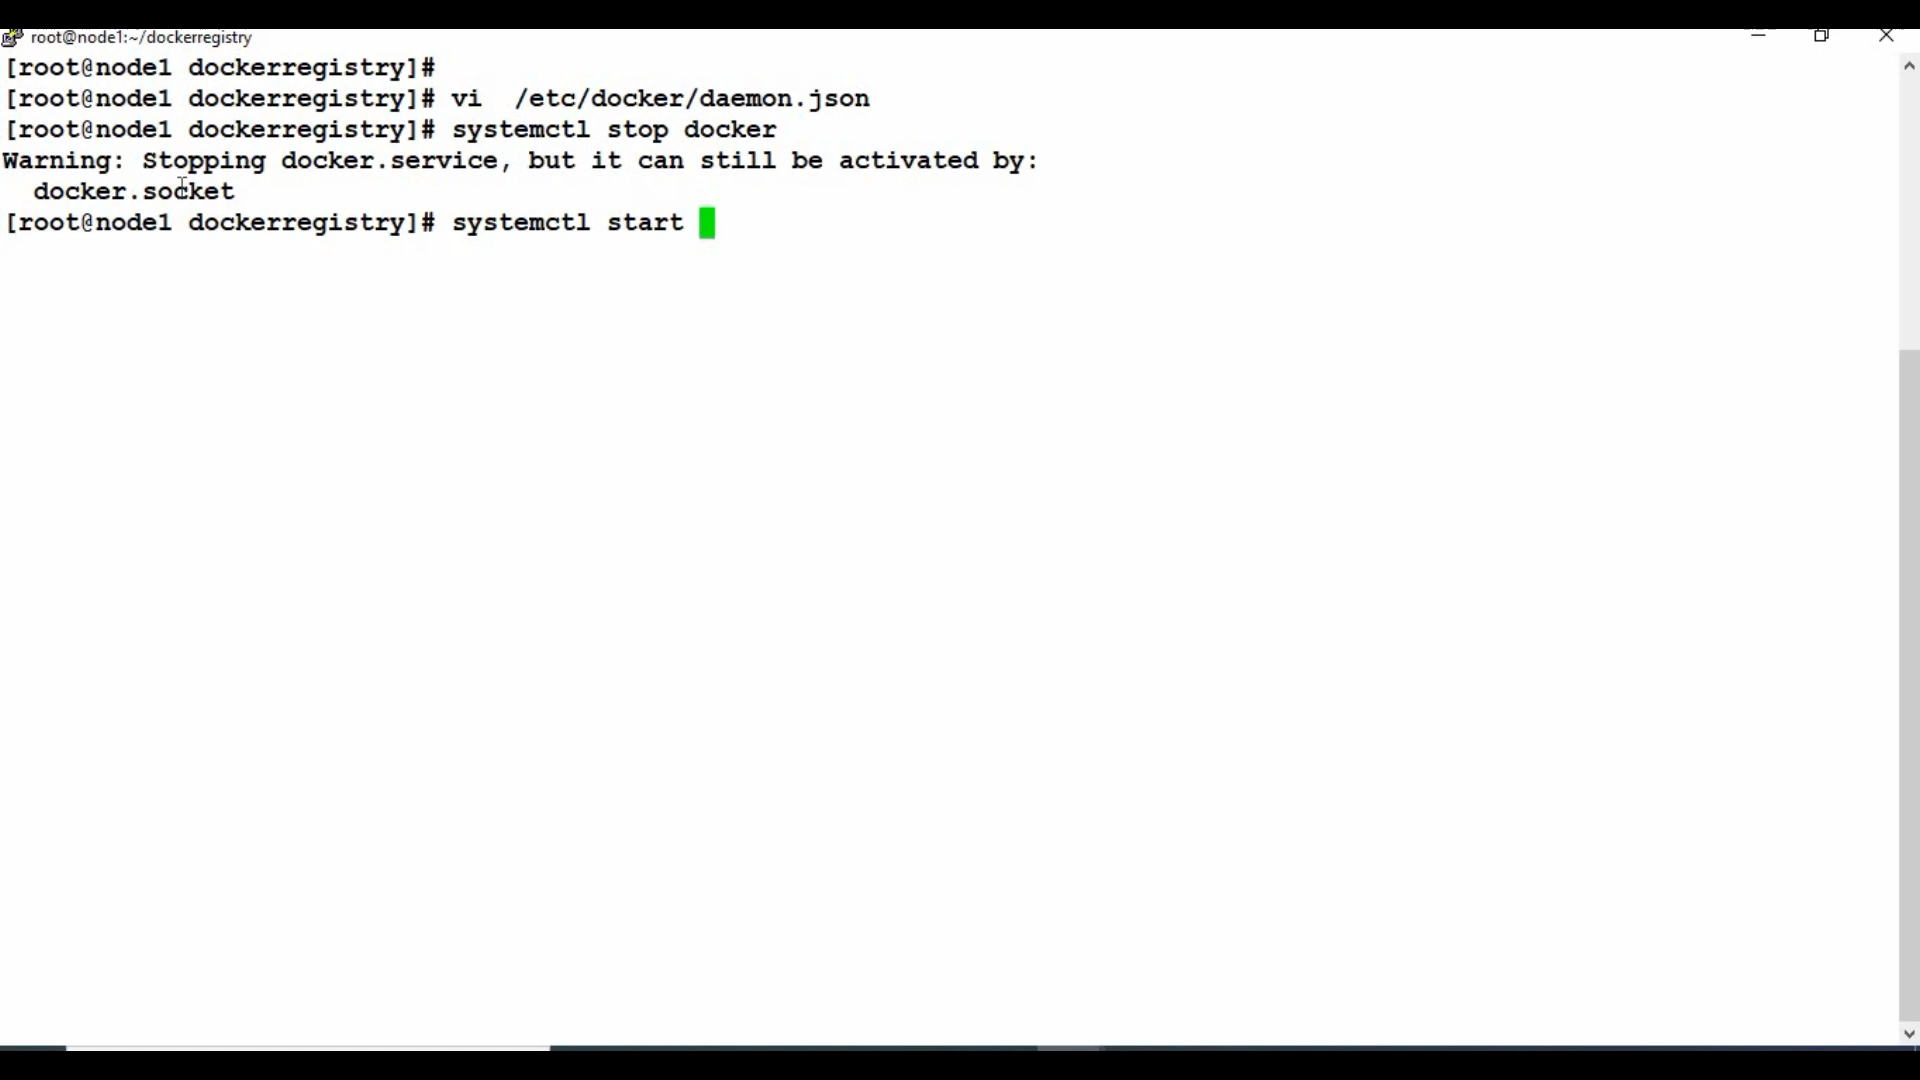 root@node1:~/dockerregistry
[root@node1 dockerregistry]#
[root@node1 dockerregistry]# vi  /etc/docker/daemon.json
[root@node1 dockerregistry]# systemctl stop docker
Warning: Stopping docker.service, but it can still be activated by:
  docker.socket
[root@node1 dockerregistry]# systemctl start